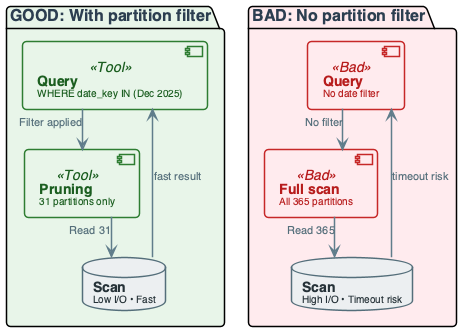 GOOD: With partition filter
«Tool»
Query
WHERE date_key IN (Dec 2025)
Filter applied
«Tool»
Pruning
31 partitions only
fast result
Read 31
Scan
Low I/O • Fast
BAD: No partition filter
«Bad»
Query
No date filter
No filter
«Bad»
Full scan
All 365 partitions
timeout risk
Read 365
Scan
High I/O • Timeout risk